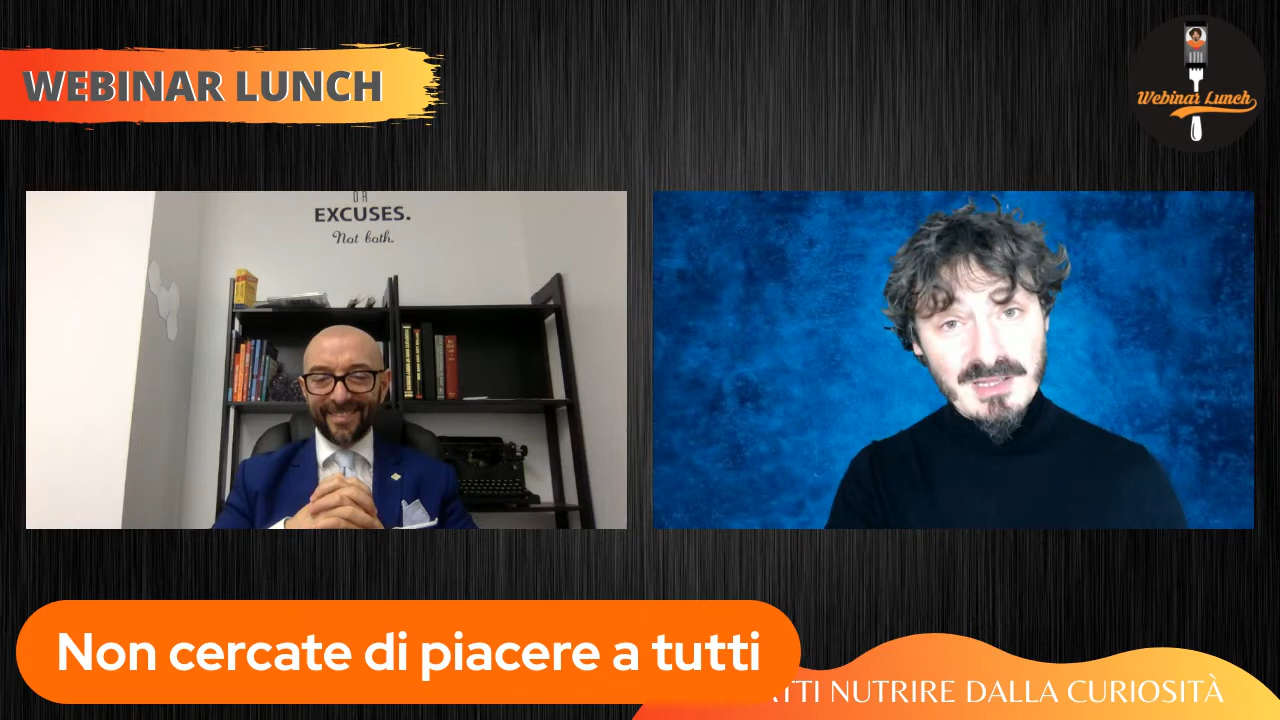 WEBINAR LUNCH
Webinar Lunch
EXCUSES.
Not both.
Non cercate di piacere a tutti
NUTRIRE DALLA CURIOSITÀ